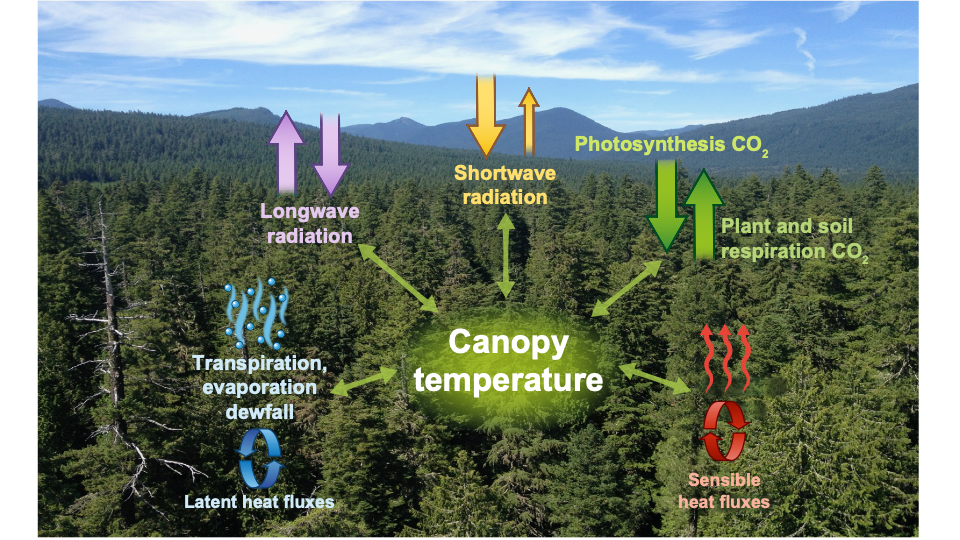 Photosynthesis CO₂
Shortwave
radiation
Longwave
radiation
Plant and soil
respiration CO₂
Canopy
temperature
Transpiration,
evaporation
dewfall
Latent heat fluxes
Sensible
heat fluxes